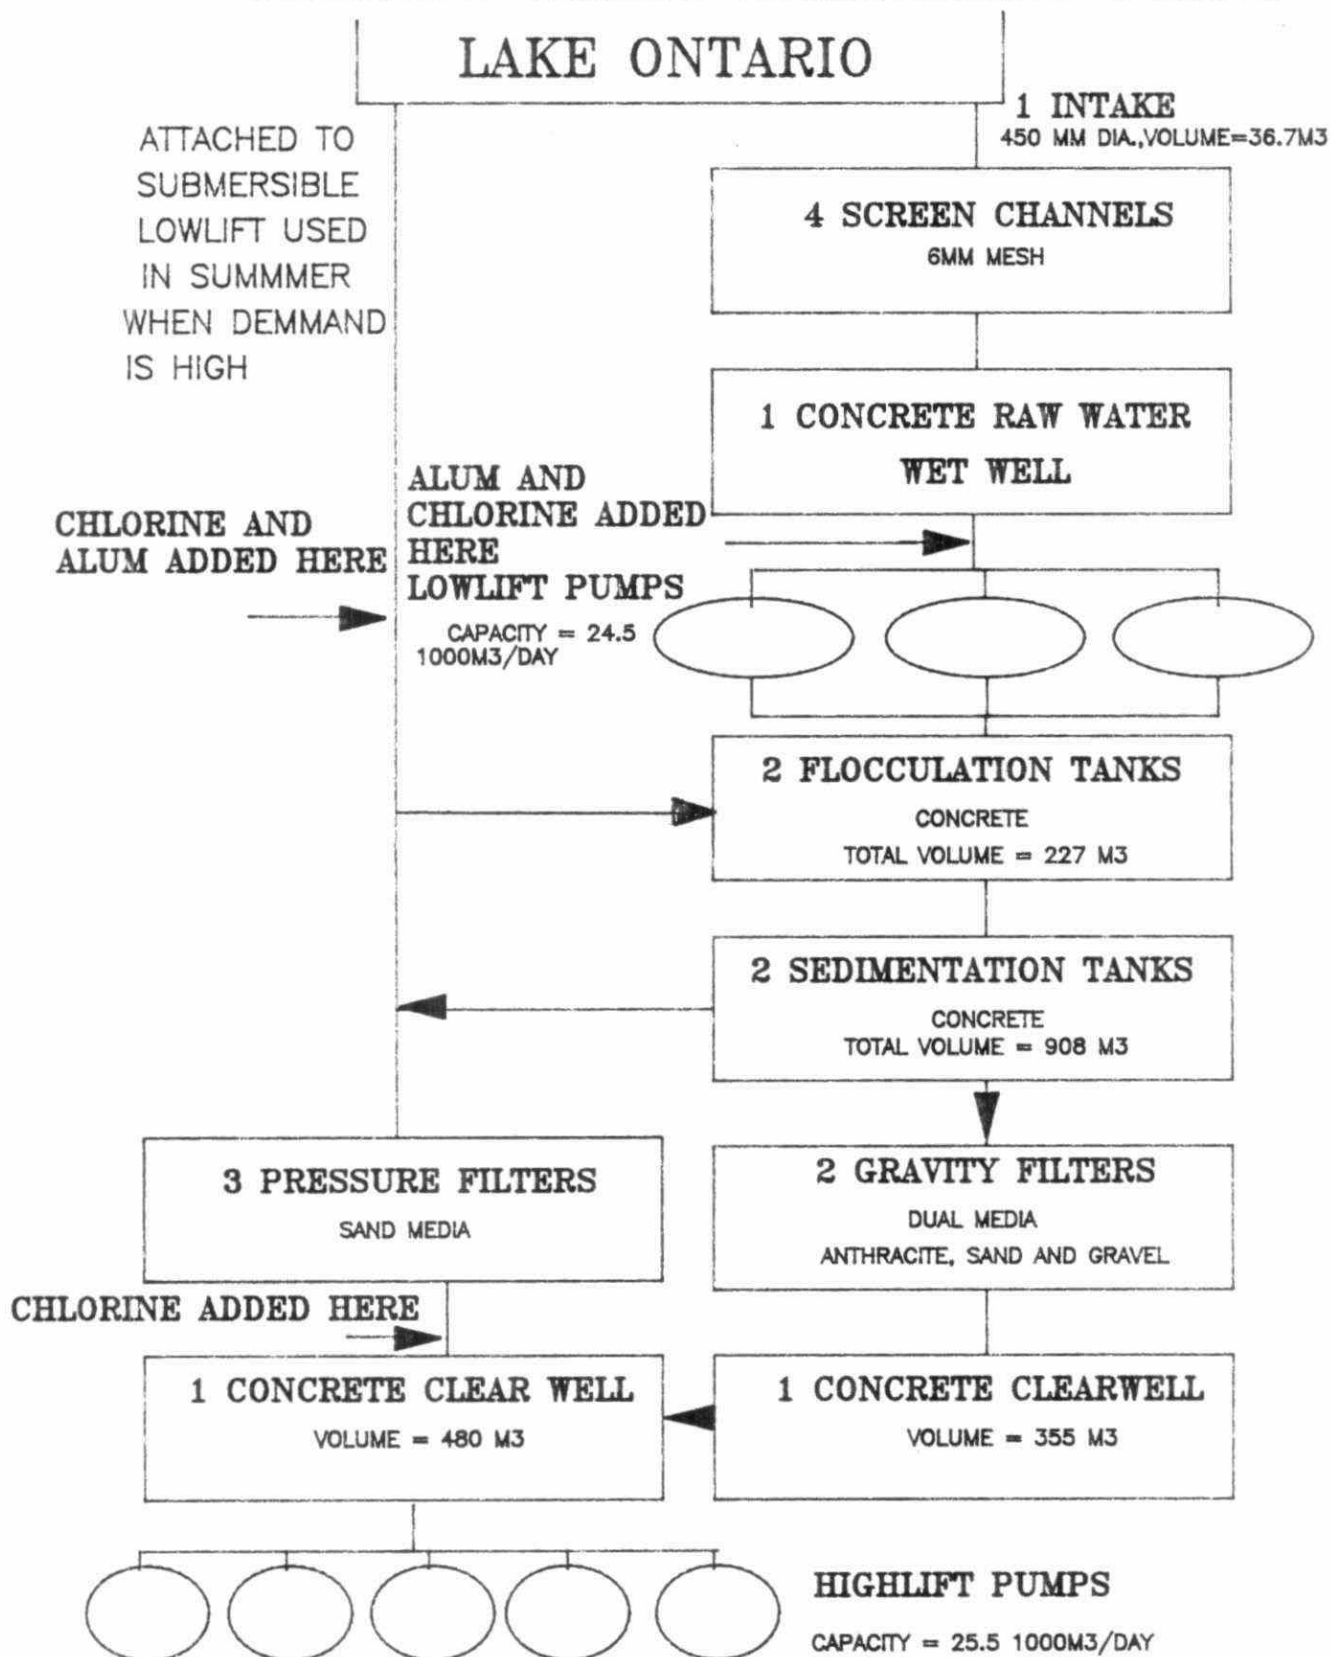 LAKE ONTARIO
1 INTAKE
450 MM DIA.,VOLUME=36.7M3
ATTACHED TO
SUBMERSIBLE
LOWLIFT USED
IN SUMMMER
WHEN DEMMAND
IS HIGH
4 SCREEN CHANNELS
6MM MESH
1 CONCRETE RAW WATER
WET WELL
CHLORINE AND
ALUM ADDED HERE
ALUM AND
CHLORINE ADDED
HERE
LOWLIFT PUMPS
CAPACITY = 24.5
1000M3/DAY
2 FLOCCULATION TANKS
CONCRETE
TOTAL VOLUME = 227 M3
2 SEDIMENTATION TANKS
CONCRETE
TOTAL VOLUME = 908 M3
3 PRESSURE FILTERS
SAND MEDIA
2 GRAVITY FILTERS
DUAL MEDIA
ANTHRACITE, SAND AND GRAVEL
CHLORINE ADDED HERE
1 CONCRETE CLEAR WELL
VOLUME = 480 M3
1 CONCRETE CLEARWELL
VOLUME = 355 M3
HIGHLIFT PUMPS
CAPACITY = 25.5 1000M3/DAY